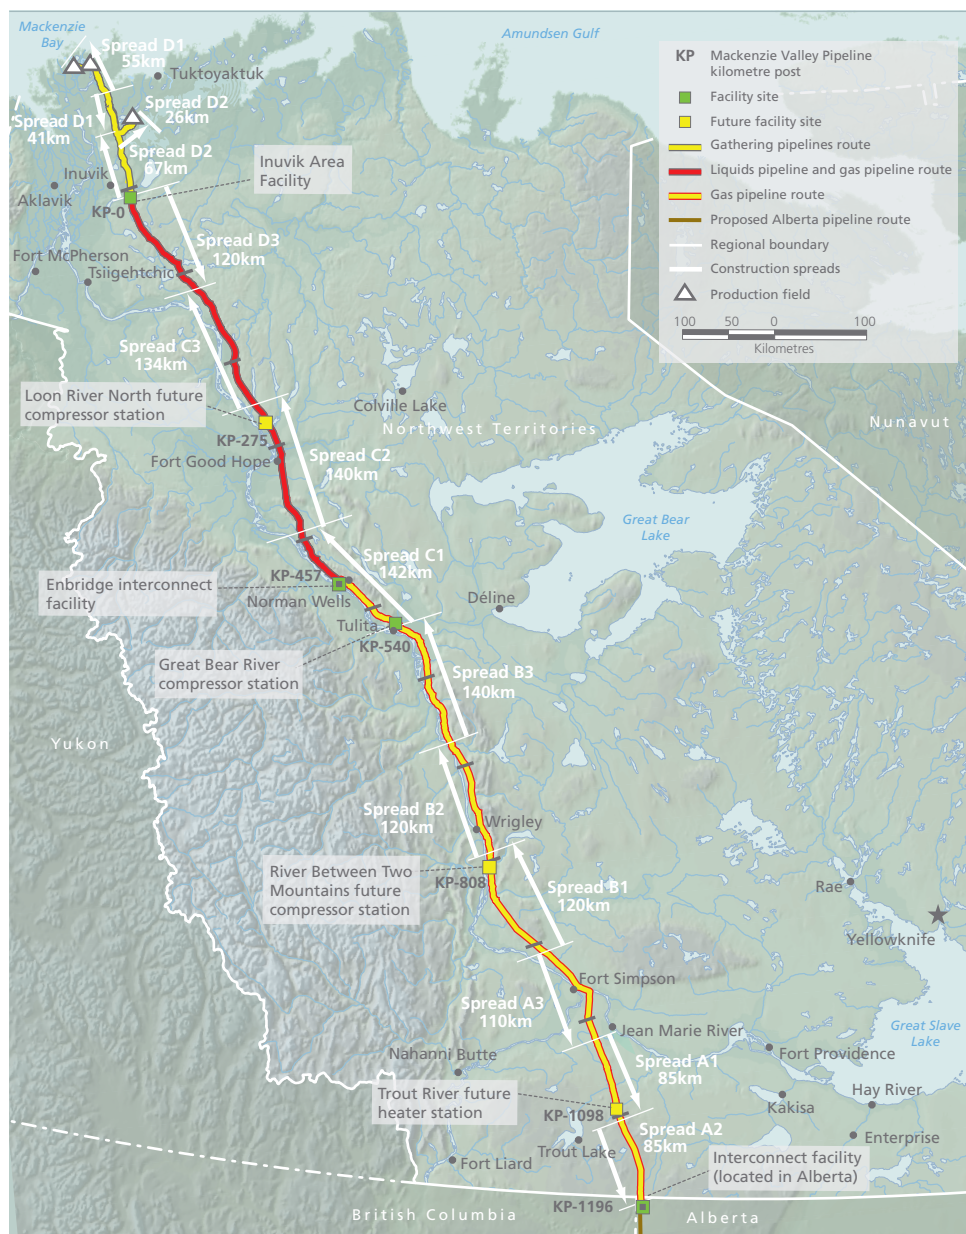 Mackenzie
Bay
Amundsen Gulf
Spread D1
55km
Tuktoyaktuk
Spread D2
26km
Spread D1
41km
Spread D2
67km
Inuvik
Aklavik
KP-0
Inuvik Area
Facility
KP Mackenzie Valley Pipeline
kilometre post
Facility site
Future facility site
Gathering pipelines route
Liquids pipeline and gas pipeline route
Gas pipeline route
Proposed Alberta pipeline route
Regional boundary
Construction spreads
Production field
100 50 0 100
Kilometres
Spread D3
120km
Fort McPherson
Tsiigehtchic
Spread C3
134km
Loon River North future
compressor station
Colville Lake
Northwest Territories
Nunavut
KP-275
Fort Good Hope
Spread C2
140km
Great Bear
Lake
Spread C1
142km
KP-457
Enbridge interconnect
facility
Norman Wells
Déline
Tulita
KP-540
Great Bear River
compressor station
Spread B3
140km
Yukon
Spread B2
120km
Wrigley
River Between Two
Mountains future
compressor station
KP-808
Spread B1
120km
Rae
Yellowknife
Fort Simpson
Spread A3
110km
Jean Marie River
Great Slave
Lake
Nahanni Butte
Fort Providence
Spread A1
85km
Hay River
Trout River future
heater station
KP-1098
Kakisa
Spread A2
85km
Enterprise
Trout Lake
Fort Liard
Interconnect facility
(located in Alberta)
KP-1196
British Columbia
Alberta